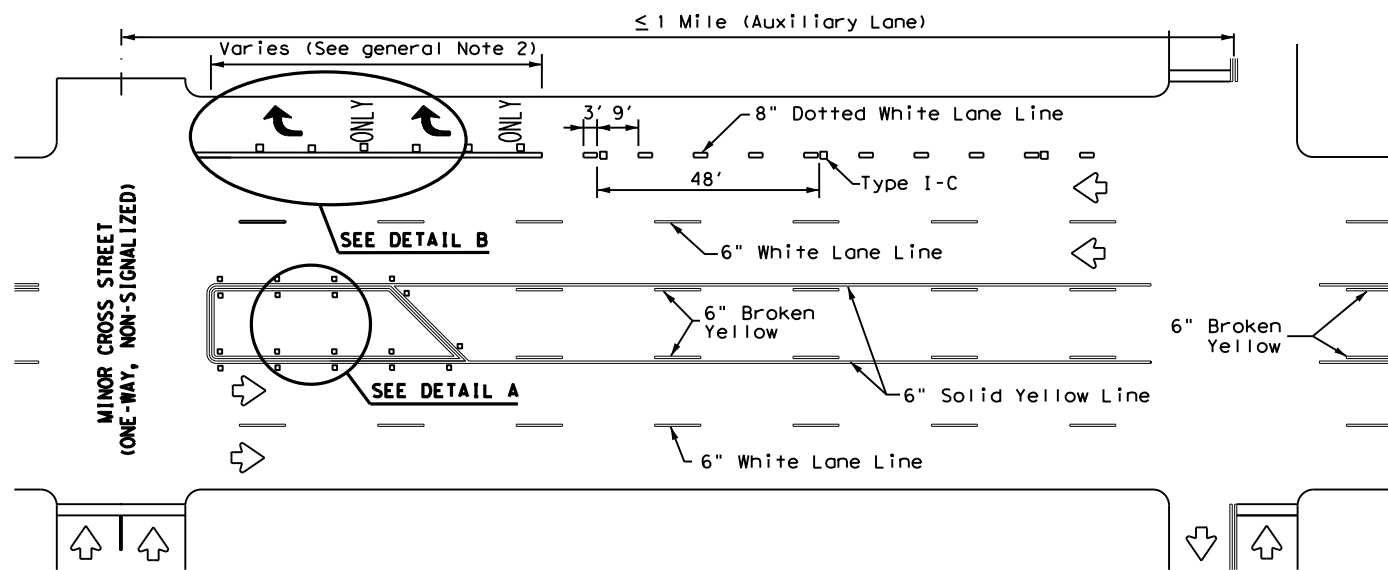 ≤ 1 Mile (Auxiliary Lane)
Varies (See general Note 2)
ONLY
ONLY
3' 9'
8" Dotted White Lane Line
48'
Type I-C
SEE DETAIL B
6" White Lane Line
MINOR CROSS STREET
(ONE-WAY, NON-SIGNALIZED)
6" Broken
Yellow
6" Broken
Yellow
SEE DETAIL A
6" Solid Yellow Line
6" White Lane Line